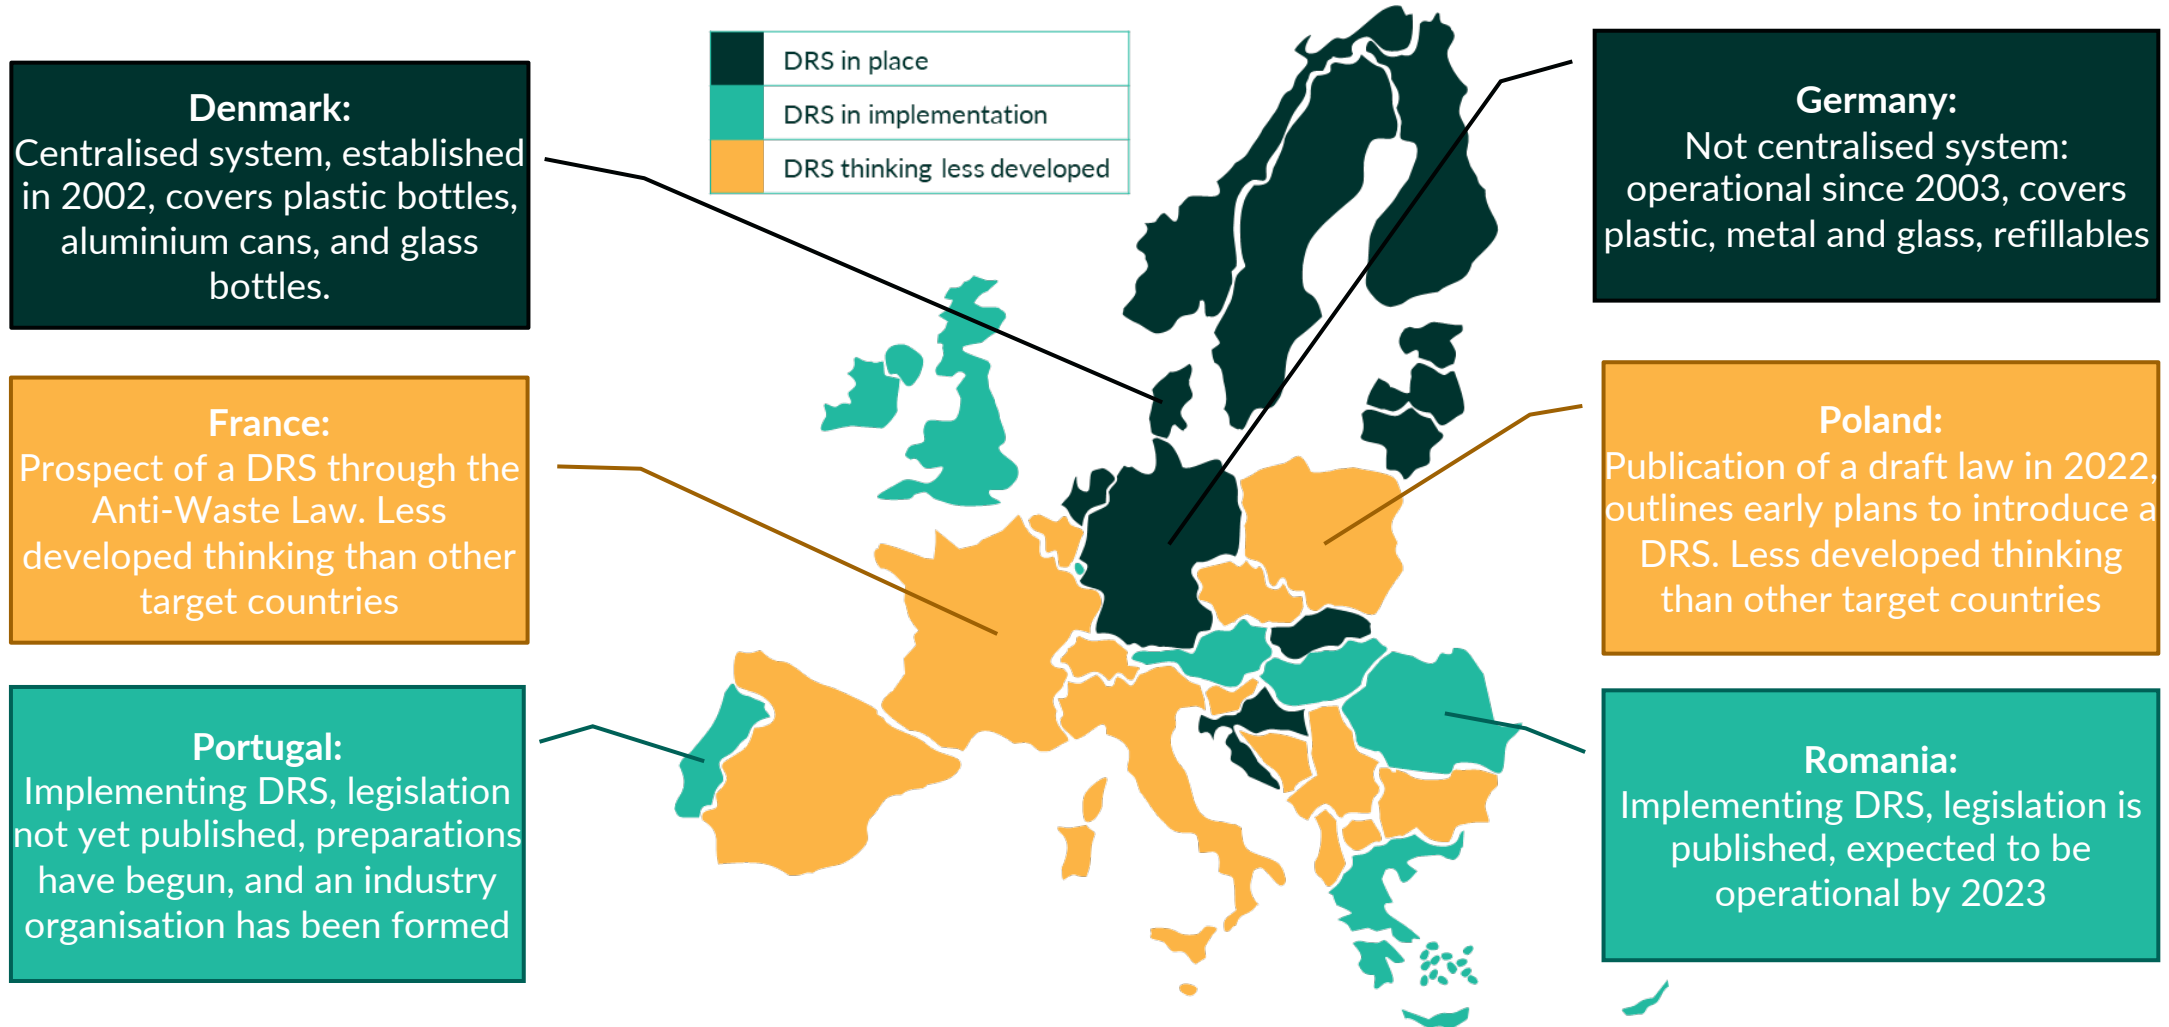 DRS in place
DRS in implementation
DRS thinking less developed
Denmark:
Centralised system, established
in 2002, covers plastic bottles,
aluminium cans, and glass
bottles.
France:
Prospect of a DRS through the
Anti-Waste Law. Less
developed thinking than other
target countries
Portugal:
Implementing DRS, legislation
not yet published, preparations
have begun, and an industry
organisation has been formed
Germany:
Not centralised system:
operational since 2003, covers
plastic, metal and glass, refillables
Poland:
Publication of a draft law in 2022,
outlines early plans to introduce a
DRS. Less developed thinking
than other target countries
Romania:
Implementing DRS, legislation is
published, expected to be
operational by 2023